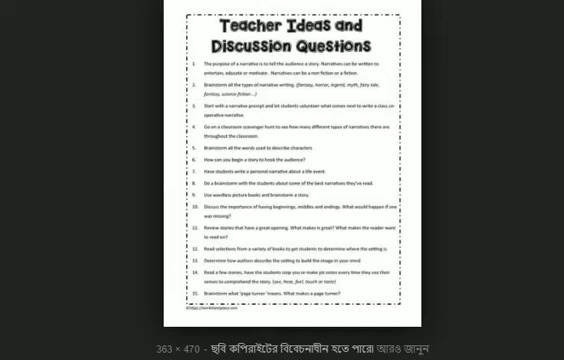 Teacher Ideas and
Discussion Questions
1. The purpose of a narrative is to tell the audience a story. Narratives can be written to
entertain, educate or motivate. Narratives can be a non fiction or a fiction.
2. Brainstorm all the types of narrative writing. (fantasy, horror, legend, myth, fairy tale,
fantasy, science fiction ...)
3. Start with a narrative prompt and let students volunteer what comes next to write a class co-
operative narrative.
4. Go on a classroom scavenger hunt to see how many different types of narratives there are
throughout the classroom.
5. Brainstorm all the words used to describe characters
6. How can you begin a story to hook the audience?
7. Have students write a personal narrative about a life event.
8. Do a brainstorm with the students about some of the best narratives they've read.
9. Use wordless picture books and brainstorm a story.
10. Discuss the importance of having beginnings, middles and endings. What would happen if one
was missing?
11. Review stories that have a great opening. What makes is great? What makes the reader want
to read on?
12. Read selections from a variety of books to get students to determine where the setting is
13. Determine how authors describe the setting to build the image in your mind
14. Read a few stories, have the students stop you or make jot notes every time they use their
senses to comprehend the story. (see, hear, feel, touch or taste)
15. Brainstorm what 'page turner' means. What makes a page turner?
©https://worksheetplace.com
363 × 470 - ছবি কপিরাইটের বিবেচনাধীন হতে পারে৷ আরও জানুন